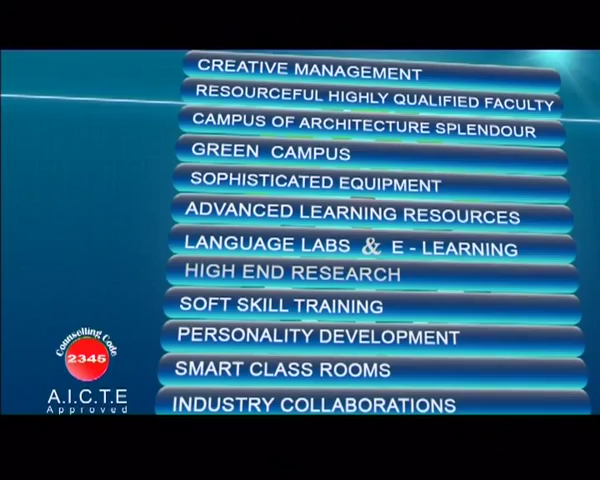 CREATIVE MANAGEMENT
RESOURCEFUL HIGHLY QUALIFIED FACULTY
CAMPUS OF ARCHITECTURE SPLENDOUR
GREEN CAMPUS
SOPHISTICATED EQUIPMENT
ADVANCED LEARNING RESOURCES
LANGUAGE LABS & E - LEARNING
HIGH END RESEARCH
SOFT SKILL TRAINING
PERSONALITY DEVELOPMENT
SMART CLASS ROOMS
INDUSTRY COLLABORATIONS
Counselling Code
2345
A.I.C.T.E
Approved